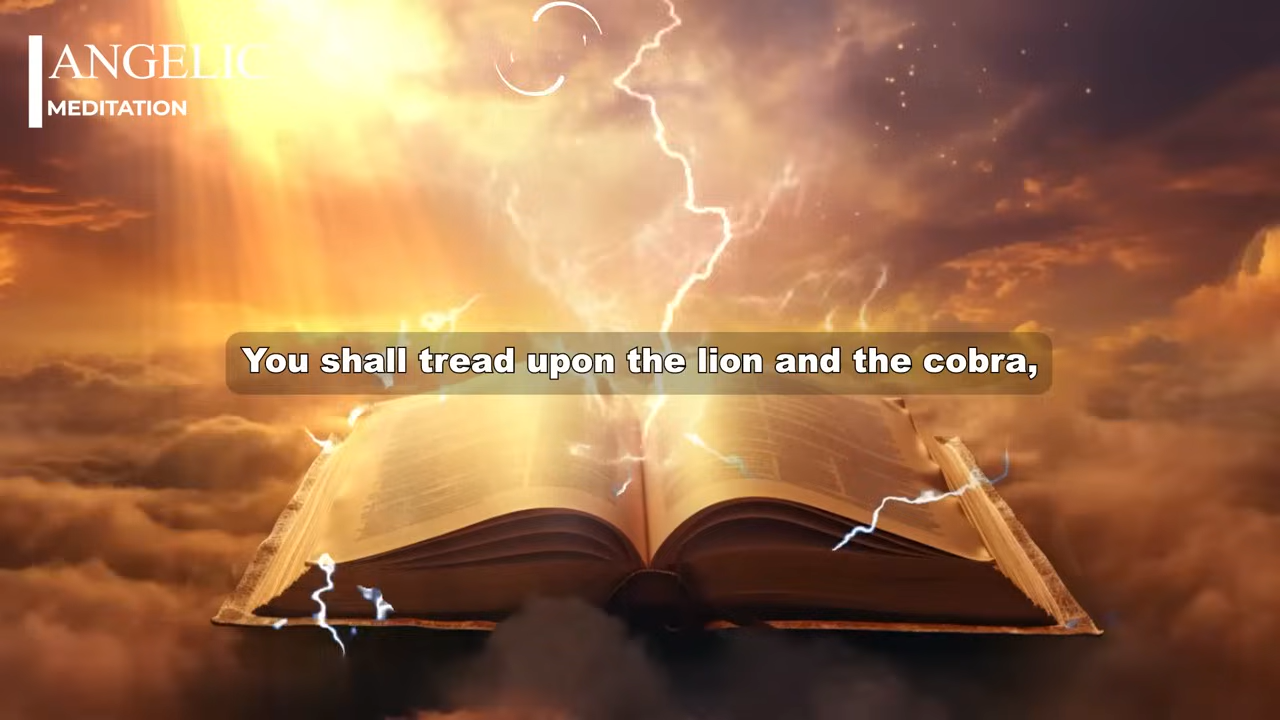 ANGELIC
MEDITATION
You shall tread upon the lion and the cobra,